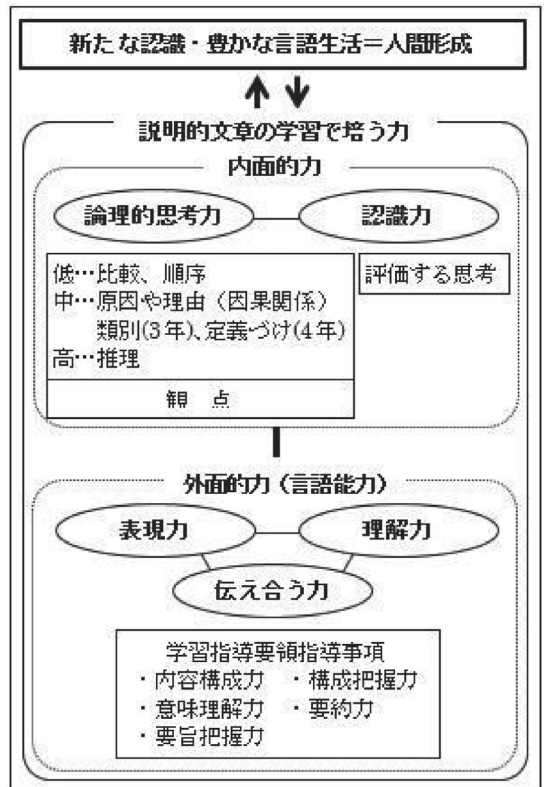 新たな認識・豊かな言語生活＝人間形成
説明的文章の学習で培う力
内面的力
論理的思考力
認識力
低…比較、順序
中…原因や理由（因果関係）
類別(3年)、定義づけ(4年)
高…推理
観　点
評価する思考
外面的力（言語能力）
表現力
理解力
伝え合う力
学習指導要領指導事項
・内容構成力　・構成把握力
・意味理解力　・要約力
・要旨把握力